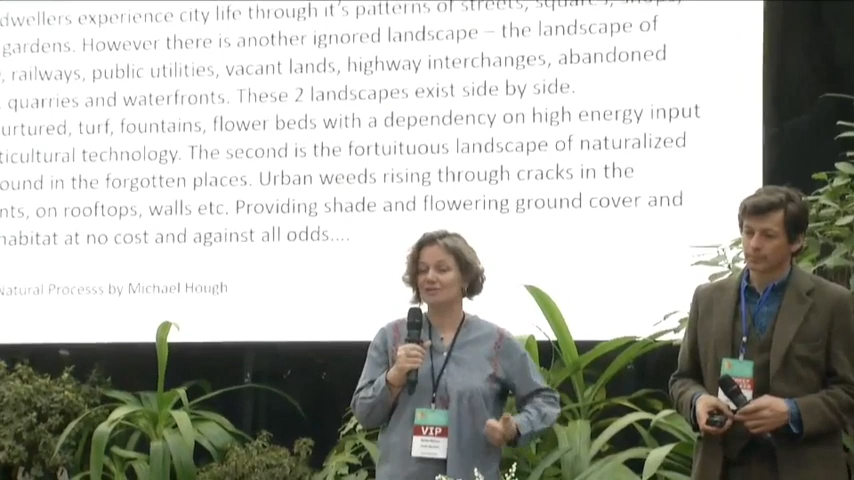 dwellers experience city life through it's patterns of streets, squares, shops,
gardens. However there is another ignored landscape – the landscape of
, railways, public utilities, vacant lands, highway interchanges, abandoned
quarries and waterfronts. These 2 landscapes exist side by side.
urtured, turf, fountains, flower beds with a dependency on high energy input
ticultural technology. The second is the fortuitous landscape of naturalized
ound in the forgotten places. Urban weeds rising through cracks in the
nts, on rooftops, walls etc. Providing shade and flowering ground cover and
habitat at no cost and against all odds....
Natural Processs by Michael Hough
VIP
VIP